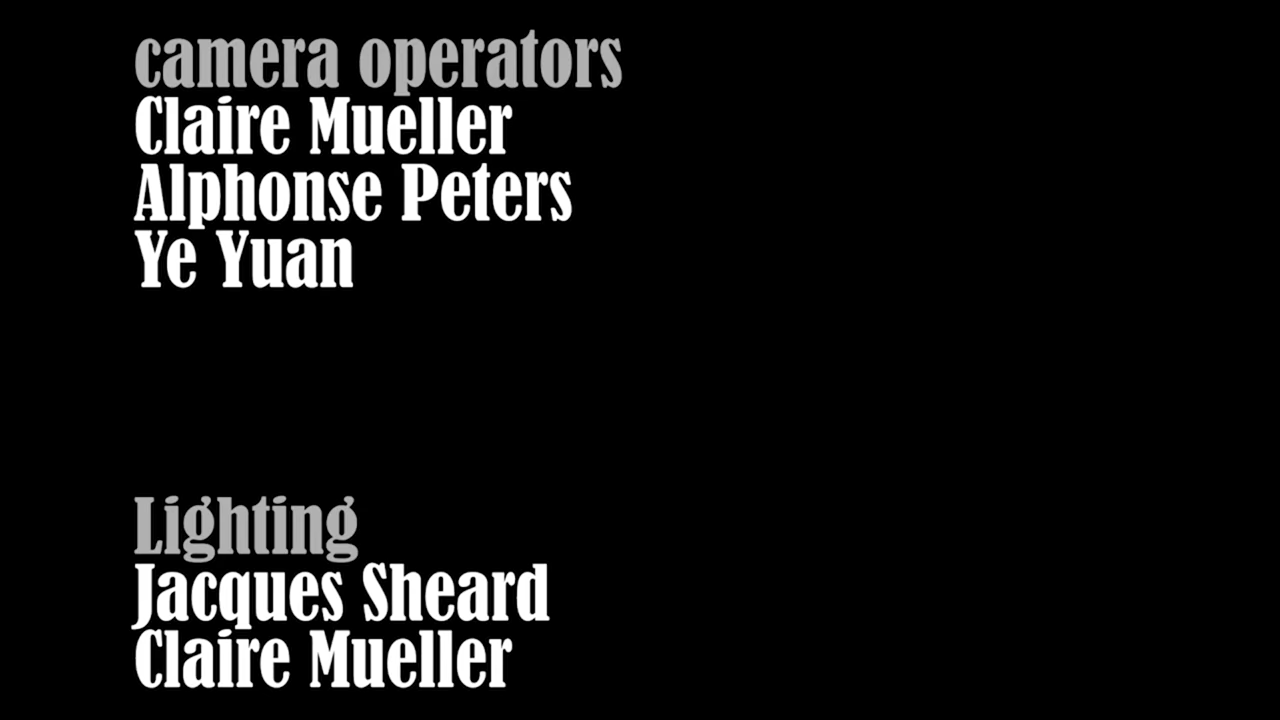 camera operators
Claire Mueller
Alphonse Peters
Ye Yuan
Lighting
Jacques Sheard
Claire Mueller